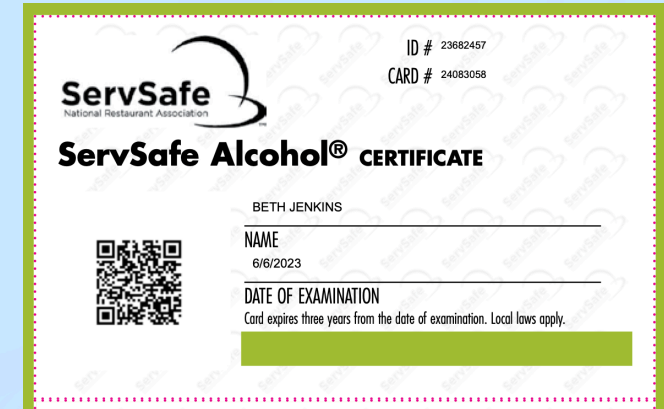 ID # 23682457
CARD # 24083058
ServSafe
National Restaurant Association
ServSafe Alcohol® CERTIFICATE
BETH JENKINS
NAME
6/6/2023
DATE OF EXAMINATION
Card expires three years from the date of examination. Local laws apply.